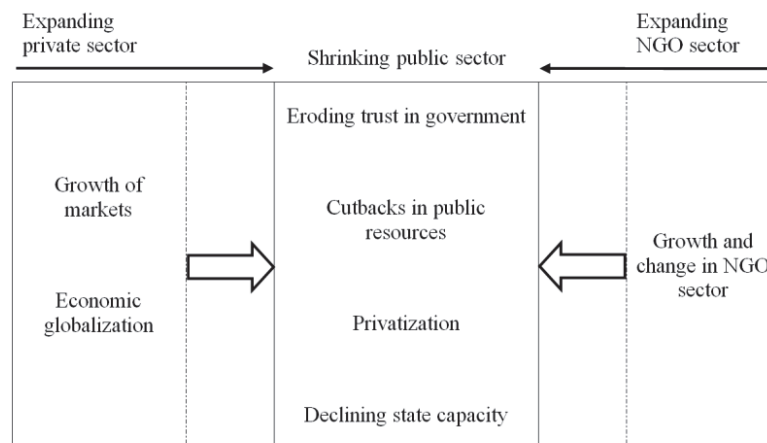 Expanding
private sector
Shrinking public sector
Expanding
NGO sector
Eroding trust in government
Growth of
markets
Cutbacks in public
resources
Growth and
change in NGO
sector
Economic
globalization
Privatization
Declining state capacity